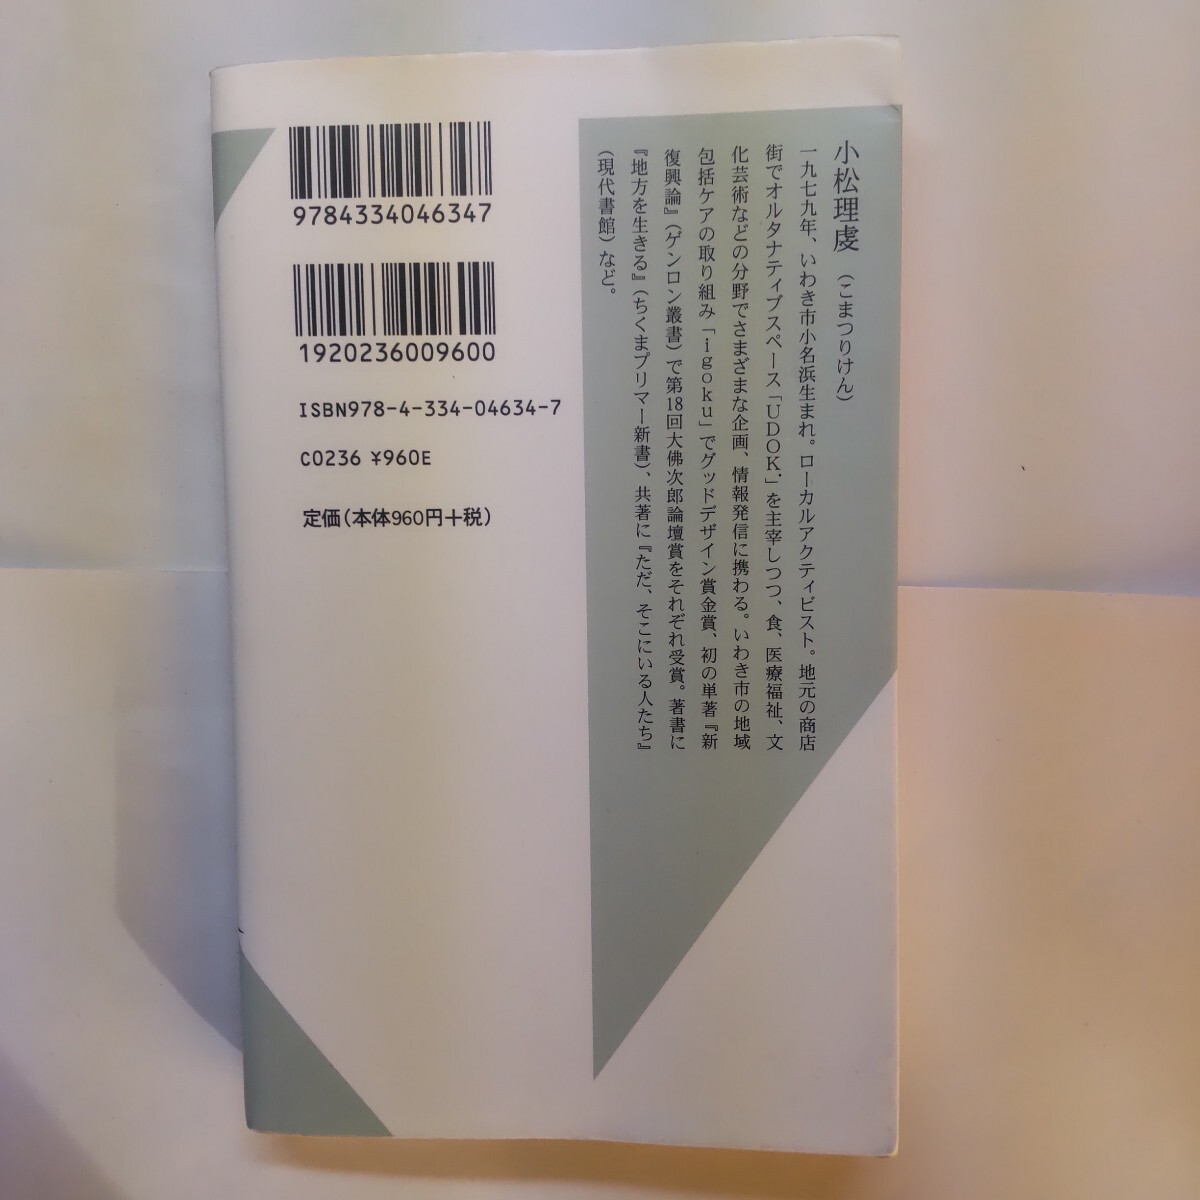 小松理虔（こまつりけん）
一九七九年、いわき市小名浜生まれ。ローカルアクティビスト。地元の商店
街でオルタナティブスペース「UDOK.」を主宰しつつ、食、医療福祉、文
化芸術などの分野でさまざまな企画、情報発信に携わる。いわき市の地域
包括ケアの取り組み「igoku」でグッドデザイン賞金賞、初の単著『新
復興論』（ゲンロン叢書）で第18回大佛次郎論壇賞をそれぞれ受賞。著書に
『地方を生きる』（ちくまプリマー新書）、共著に『ただ、そこにいる人たち』
（現代書館）など。
9784334046347
1920236009600
ISBN978-4-334-04634-7
C0236 ¥960E
定価（本体960円＋税）